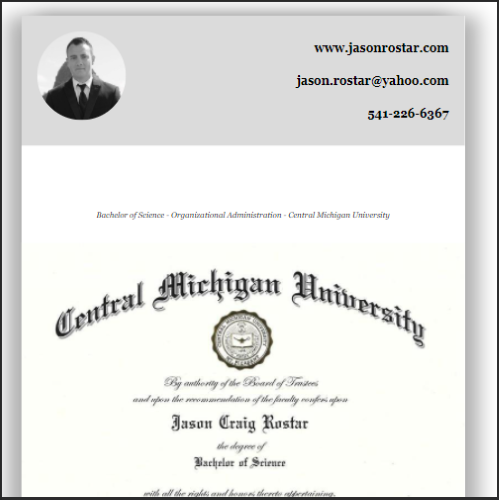 www.jasonrostar.com
jason.rostar@yahoo.com
541-226-6367
Bachelor of Science - Organizational Administration - Central Michigan University
Central Michigan University
By authority of the Board of Trustees
and upon the recommendation of the faculty confers upon
Jason Craig Rostar
the degree of
Bachelor of Science
with all the rights and honors thereto appertaining.